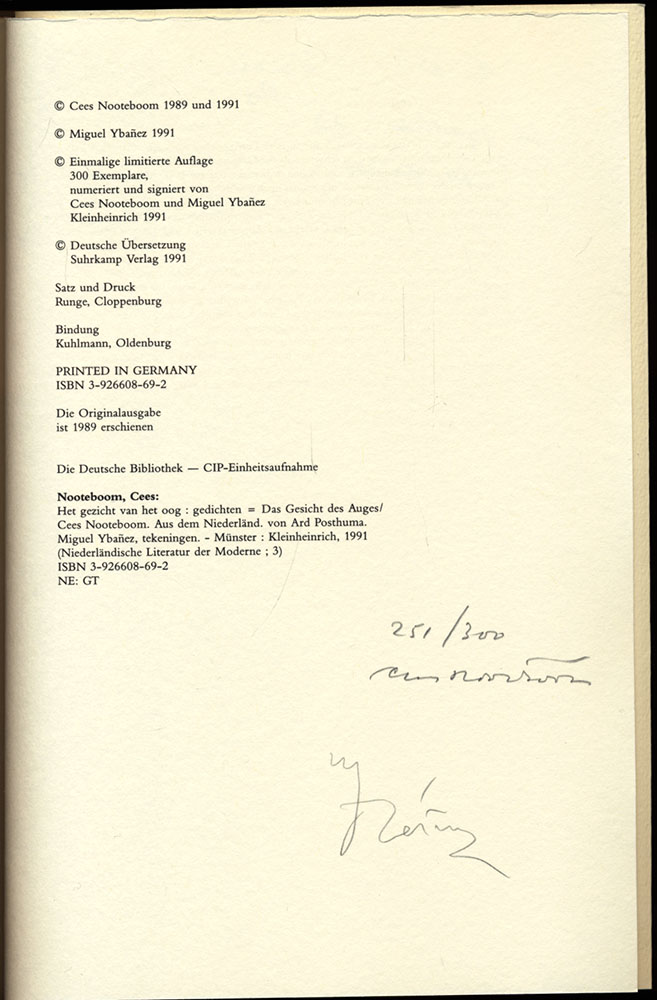 © Cees Nooteboom 1989 und 1991
© Miguel Ybañez 1991
© Einmalige limitierte Auflage
300 Exemplare,
numeriert und signiert von
Cees Nooteboom und Miguel Ybañez
Kleinheinrich 1991
© Deutsche Übersetzung
Suhrkamp Verlag 1991
Satz und Druck
Runge, Cloppenburg
Bindung
Kuhlmann, Oldenburg
PRINTED IN GERMANY
ISBN 3-926608-69-2
Die Originalausgabe
ist 1989 erschienen
Die Deutsche Bibliothek — CIP-Einheitsaufnahme
Nooteboom, Cees:
Het gezicht van het oog : gedichten = Das Gesicht des Auges/
Cees Nooteboom. Aus dem Niederländ. von Ard Posthuma.
Miguel Ybañez, tekeningen. - Münster : Kleinheinrich, 1991
(Niederländische Literatur der Moderne ; 3)
ISBN 3-926608-69-2
NE: GT
251/300
Cees Nooteboom